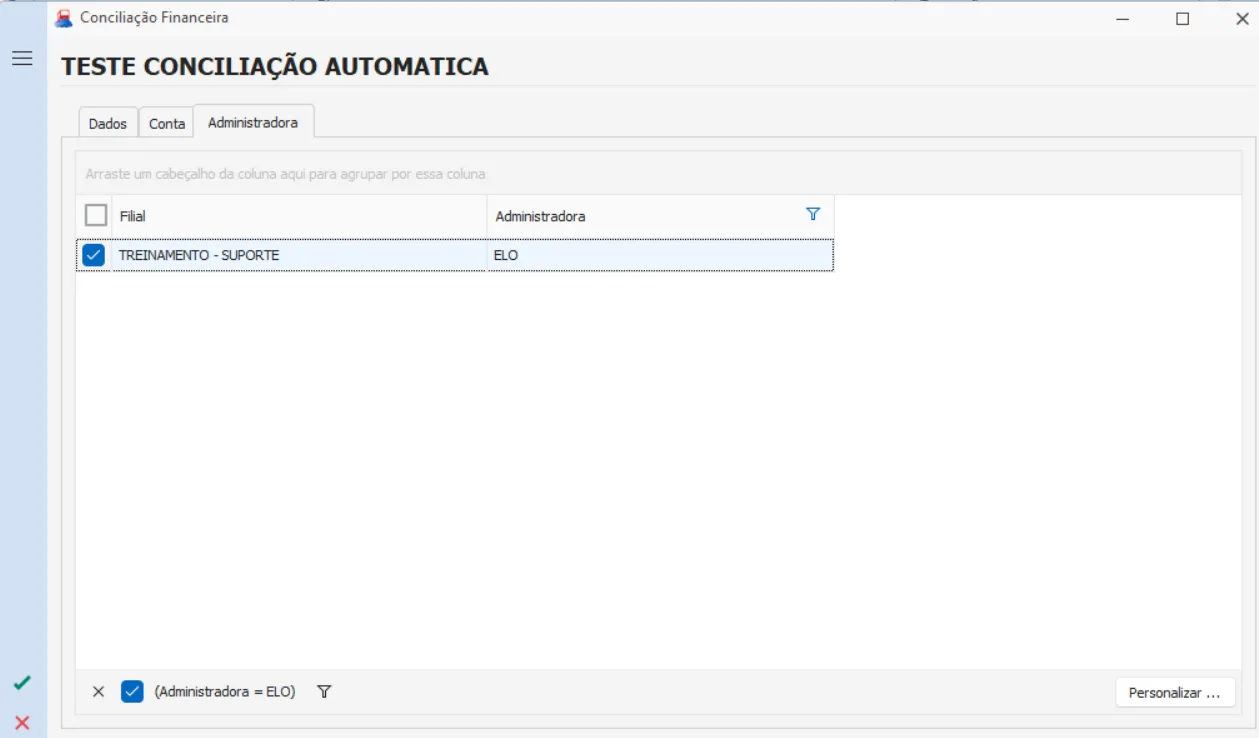 Conciliação Financeira
TESTE CONCILIAÇÃO AUTOMATICA
Dados Conta Administradora
Arraste um cabeçalho da coluna aqui para agrupar por essa coluna
Filial Administradora
TREINAMENTO - SUPORTE ELO
(Administradora = ELO) Personalizar ...